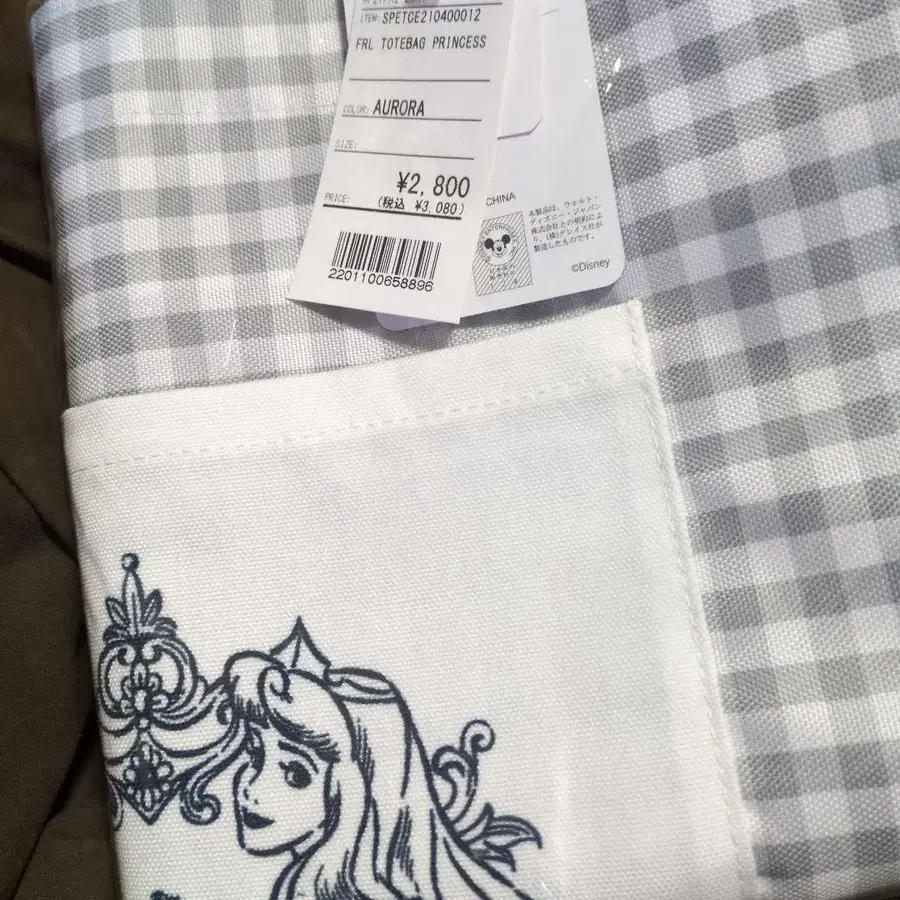 ITEM: SPETCE210400012
FRL TOTEBAG PRINCESS
COLOR: AURORA
SIZE:
PRICE: ¥2,800
(税込 ¥3,080)
2201100658896
CHINA
本製品は、ウォルト・
ディズニー・ジャパン
株式会社との契約によ
り、(株)グレイス社が
製造したものです。
©Disney